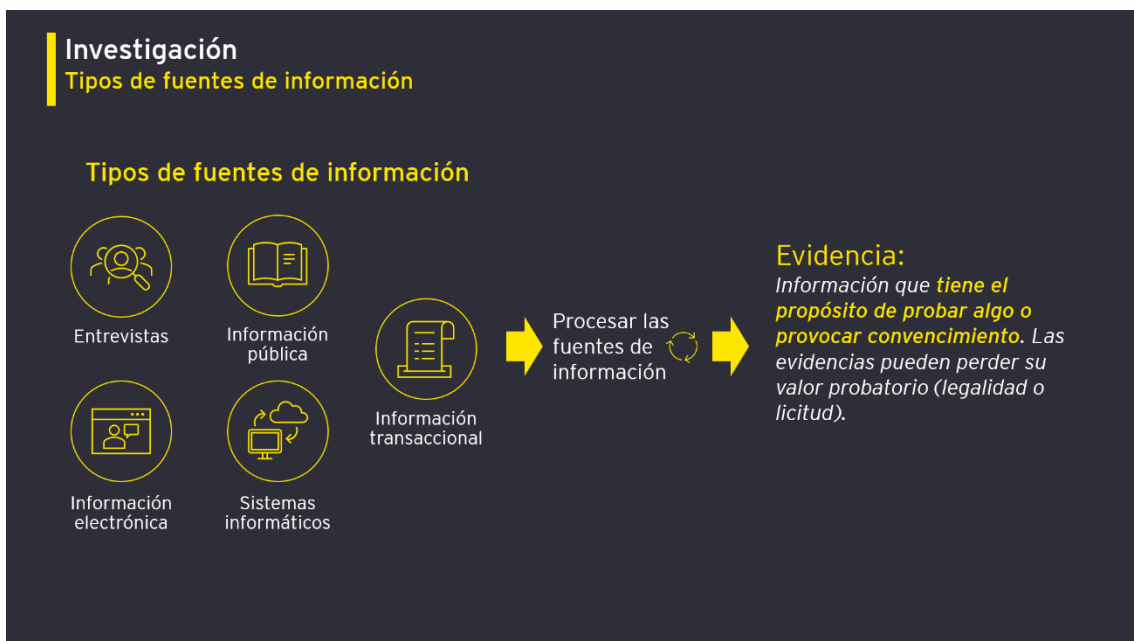 Investigación
Tipos de fuentes de información
Tipos de fuentes de información
Entrevistas
Información
pública
Información
electrónica
Sistemas
informáticos
Información
transaccional
Procesar las
fuentes de
información
Evidencia:
Información que tiene el
propósito de probar algo o
provocar convencimiento. Las
evidencias pueden perder su
valor probatorio (legalidad o
licitud).